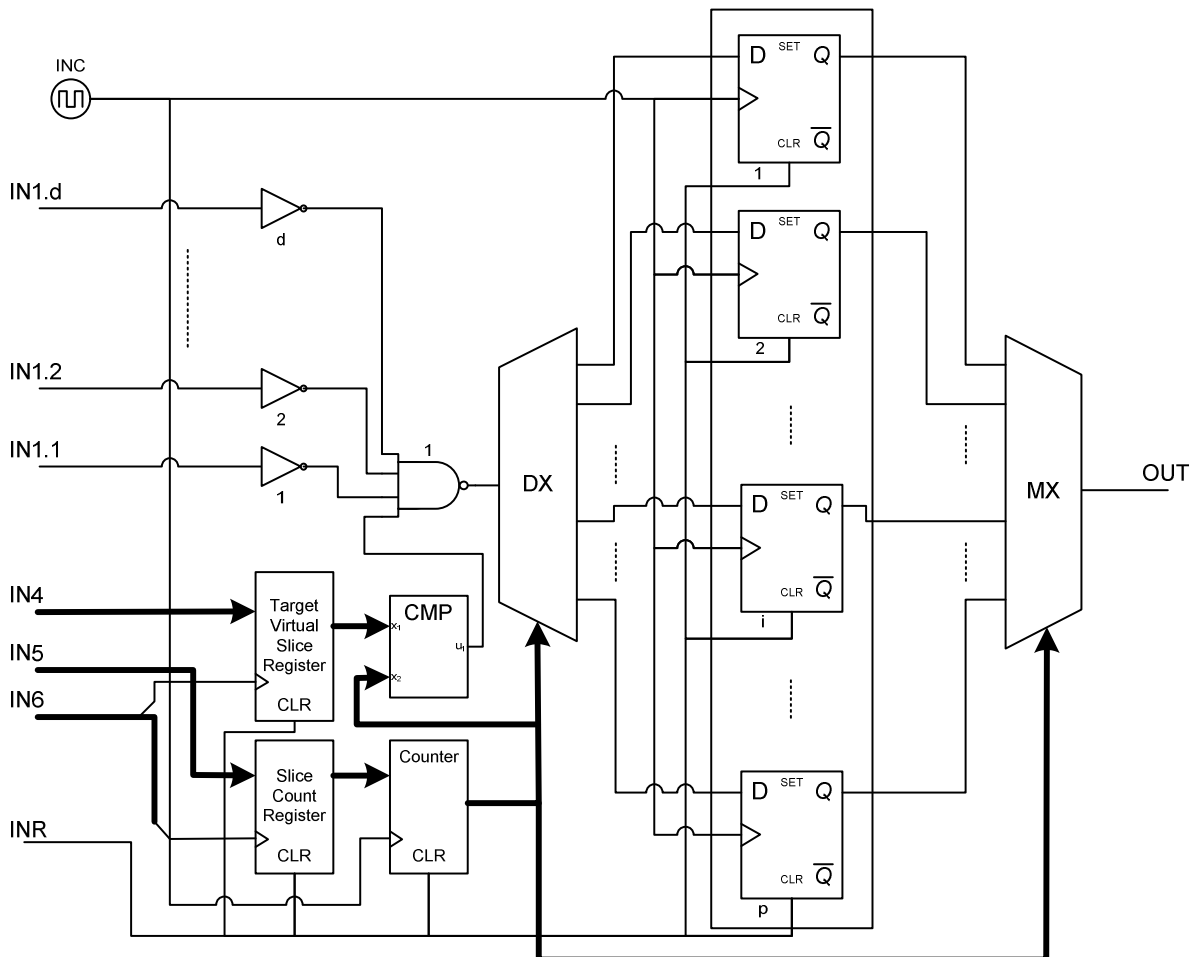 INC
IN1.d
d
IN1.2
2
IN1.1
1
1
IN4
IN5
IN6
INR
Target
Virtual
Slice
Register
CLR
CMP
x1
x2
u1
Slice
Count
Register
CLR
Counter
CLR
DX
D SET Q
CLR Q
1
D SET Q
CLR Q
2
D SET Q
CLR Q
i
D SET Q
CLR Q
p
MX
OUT